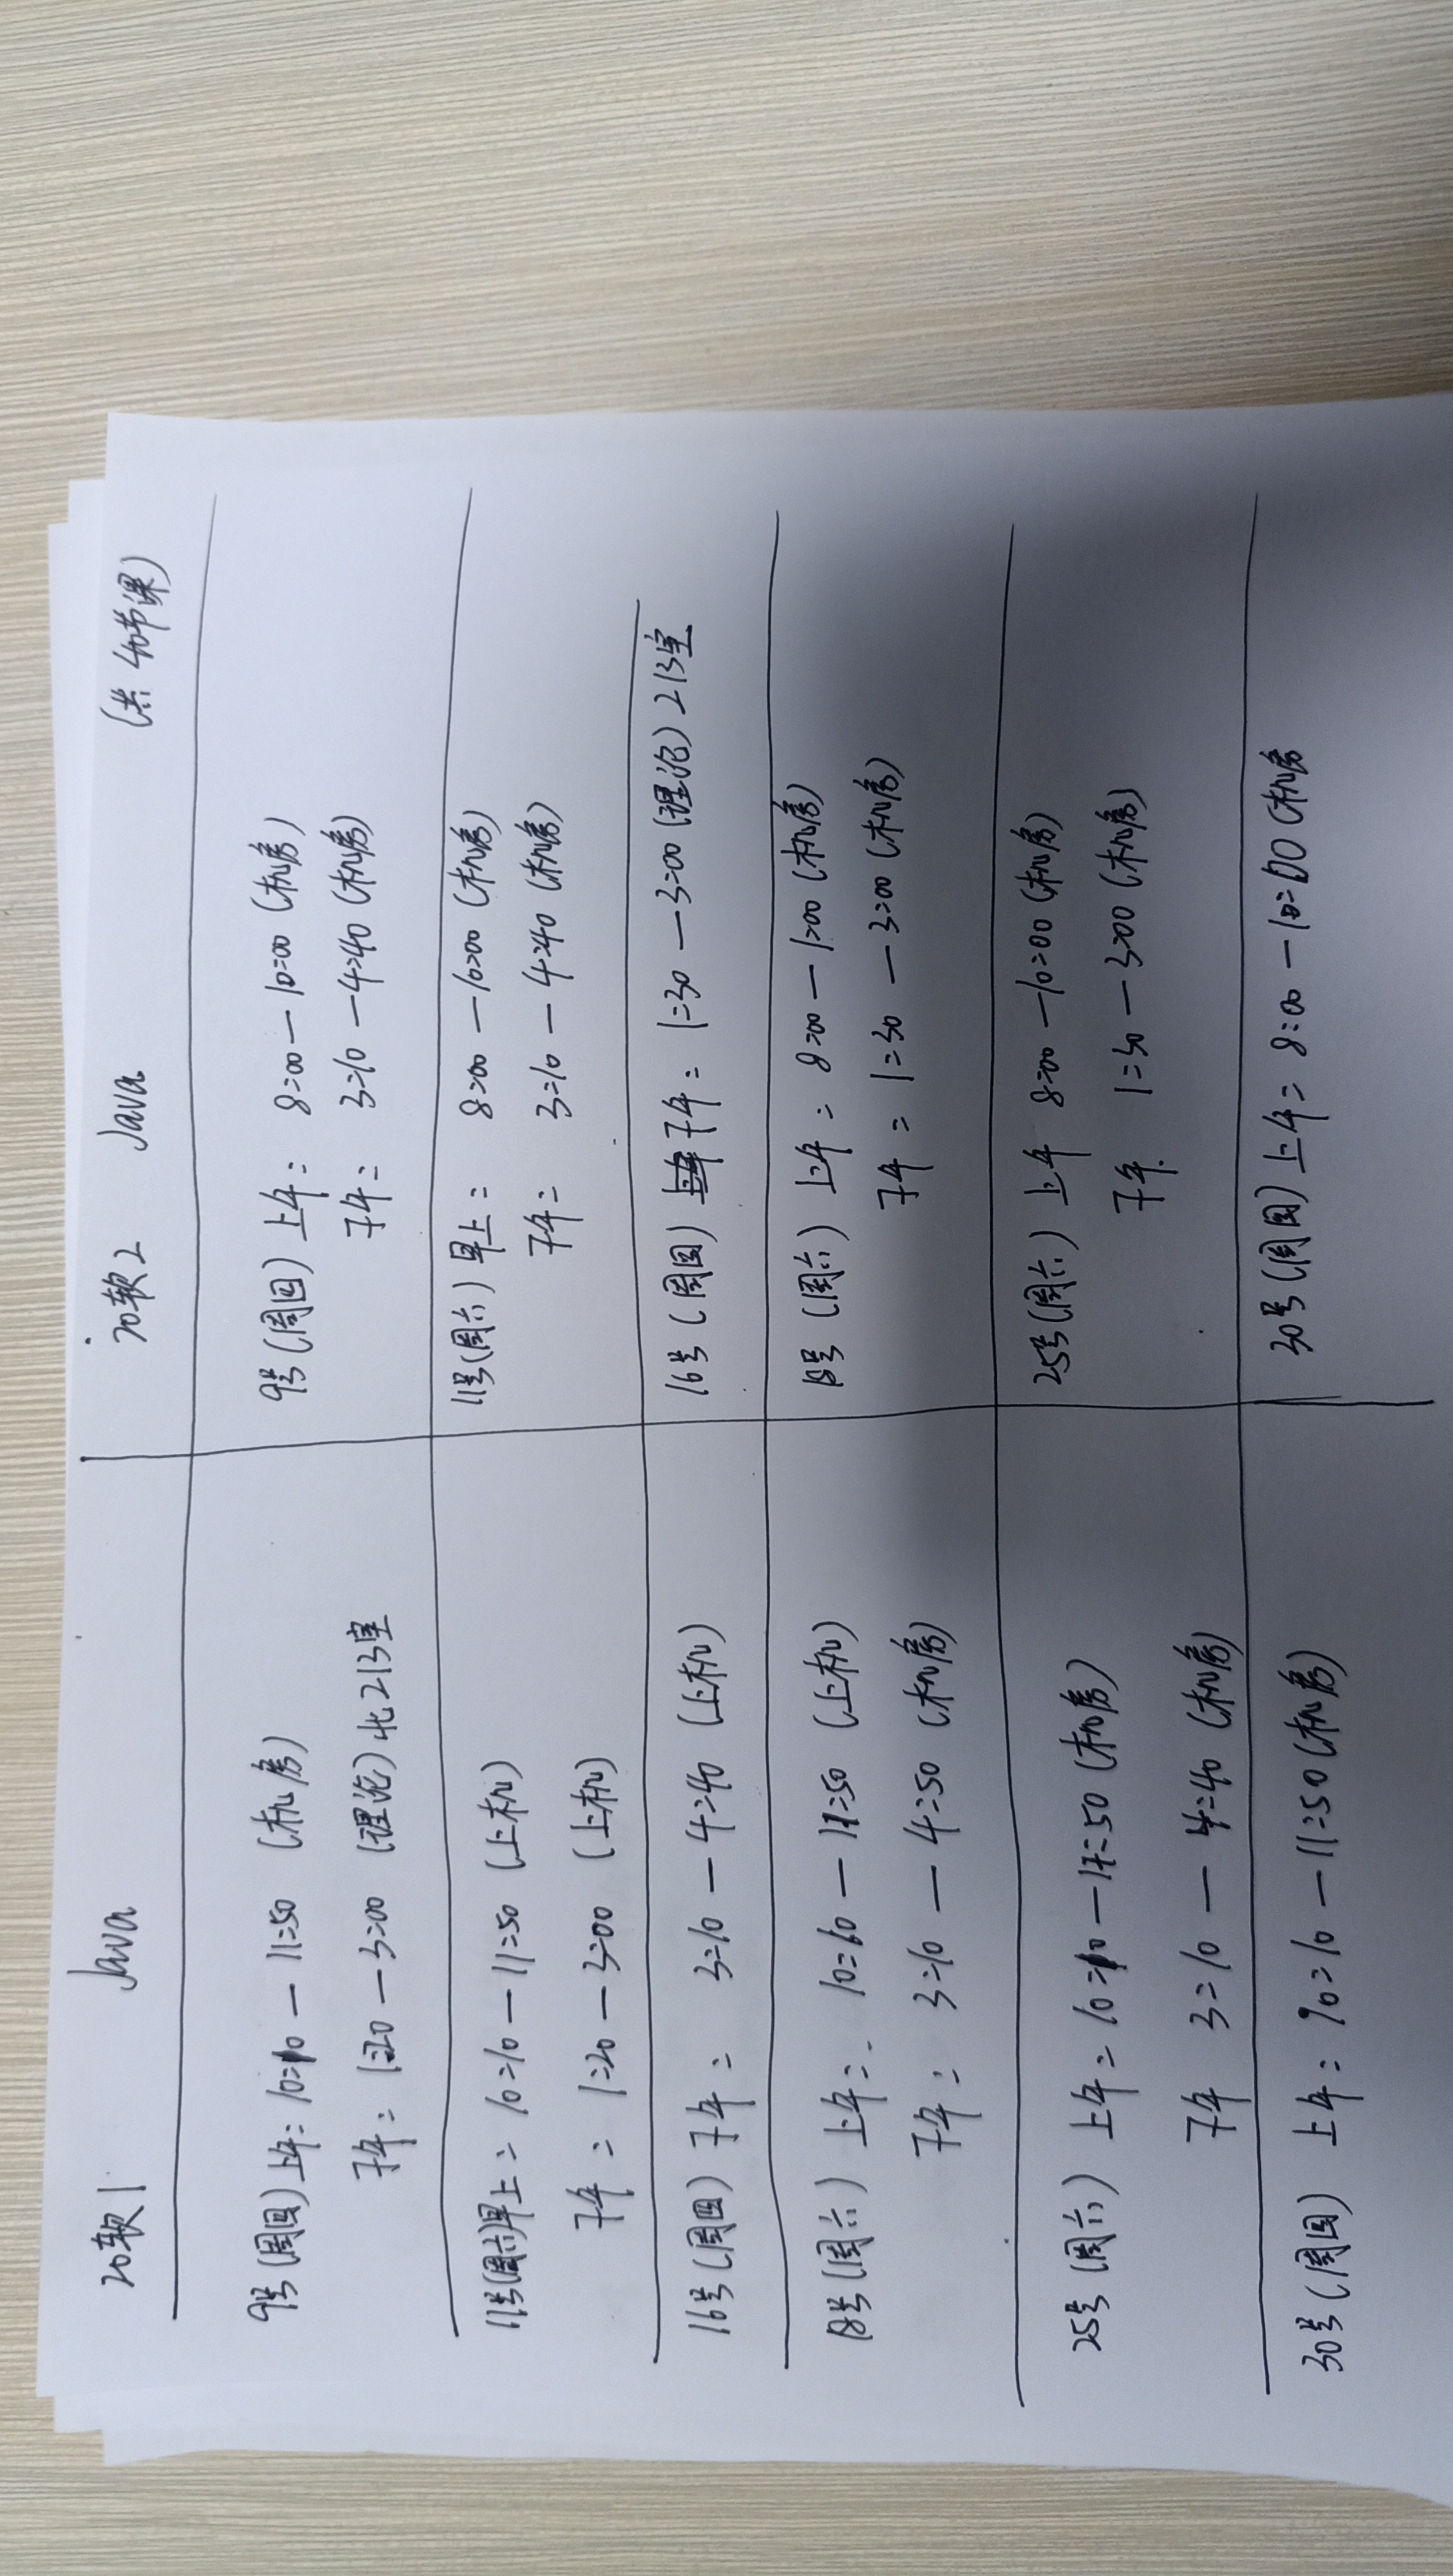 20软1 Java
9号(周四)上午: 10:10 — 11:50 (机房)
下午: 1:20 — 3:00 (理论) 北213室
11号(周六)早上: 10:10 — 11:50 (上机)
下午: 1:20 — 3:00 (上机)
16号(周四) 下午: 3:10 — 4:40 (上机)
18号(周六) 上午: 10:10 — 11:50 (上机)
下午: 3:10 — 4:50 (机房)
25号(周六) 上午: 10:10 — 11:50 (机房)
下午 3:10 — 4:40 (机房)
30号(周四) 上午: 10:10 — 11:50 (机房)
20软2 Java (共40节课)
9号(周四) 上午: 8:00 — 10:00 (机房)
下午: 3:10 — 4:40 (机房)
11号(周六) 早上: 8:00 — 10:00 (机房)
下午: 3:10 — 4:40 (机房)
16号(周四) 下午: 1:30 — 3:00 (理论) 213室
18号(周六) 上午: 8:00 — 1:00 (机房)
下午: 1:30 — 3:00 (机房)
25号(周六) 上午 8:00 — 10:00 (机房)
下午 1:30 — 3:00 (机房)
30号(周四) 上午: 8:00 — 10:00 (机房